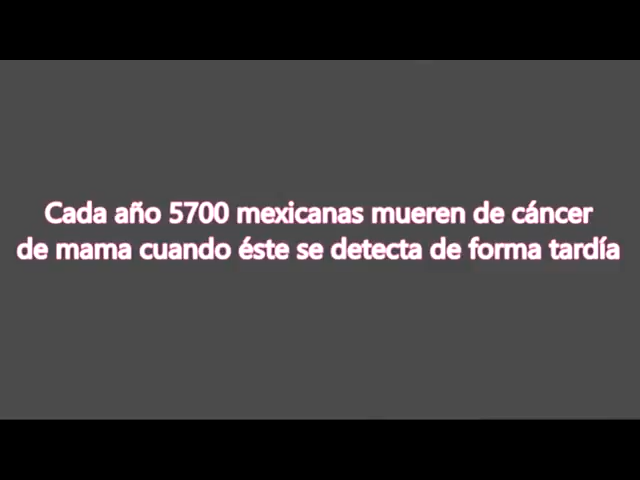 Cada año 5700 mexicanas mueren de cáncer
de mama cuando éste se detecta de forma tardía